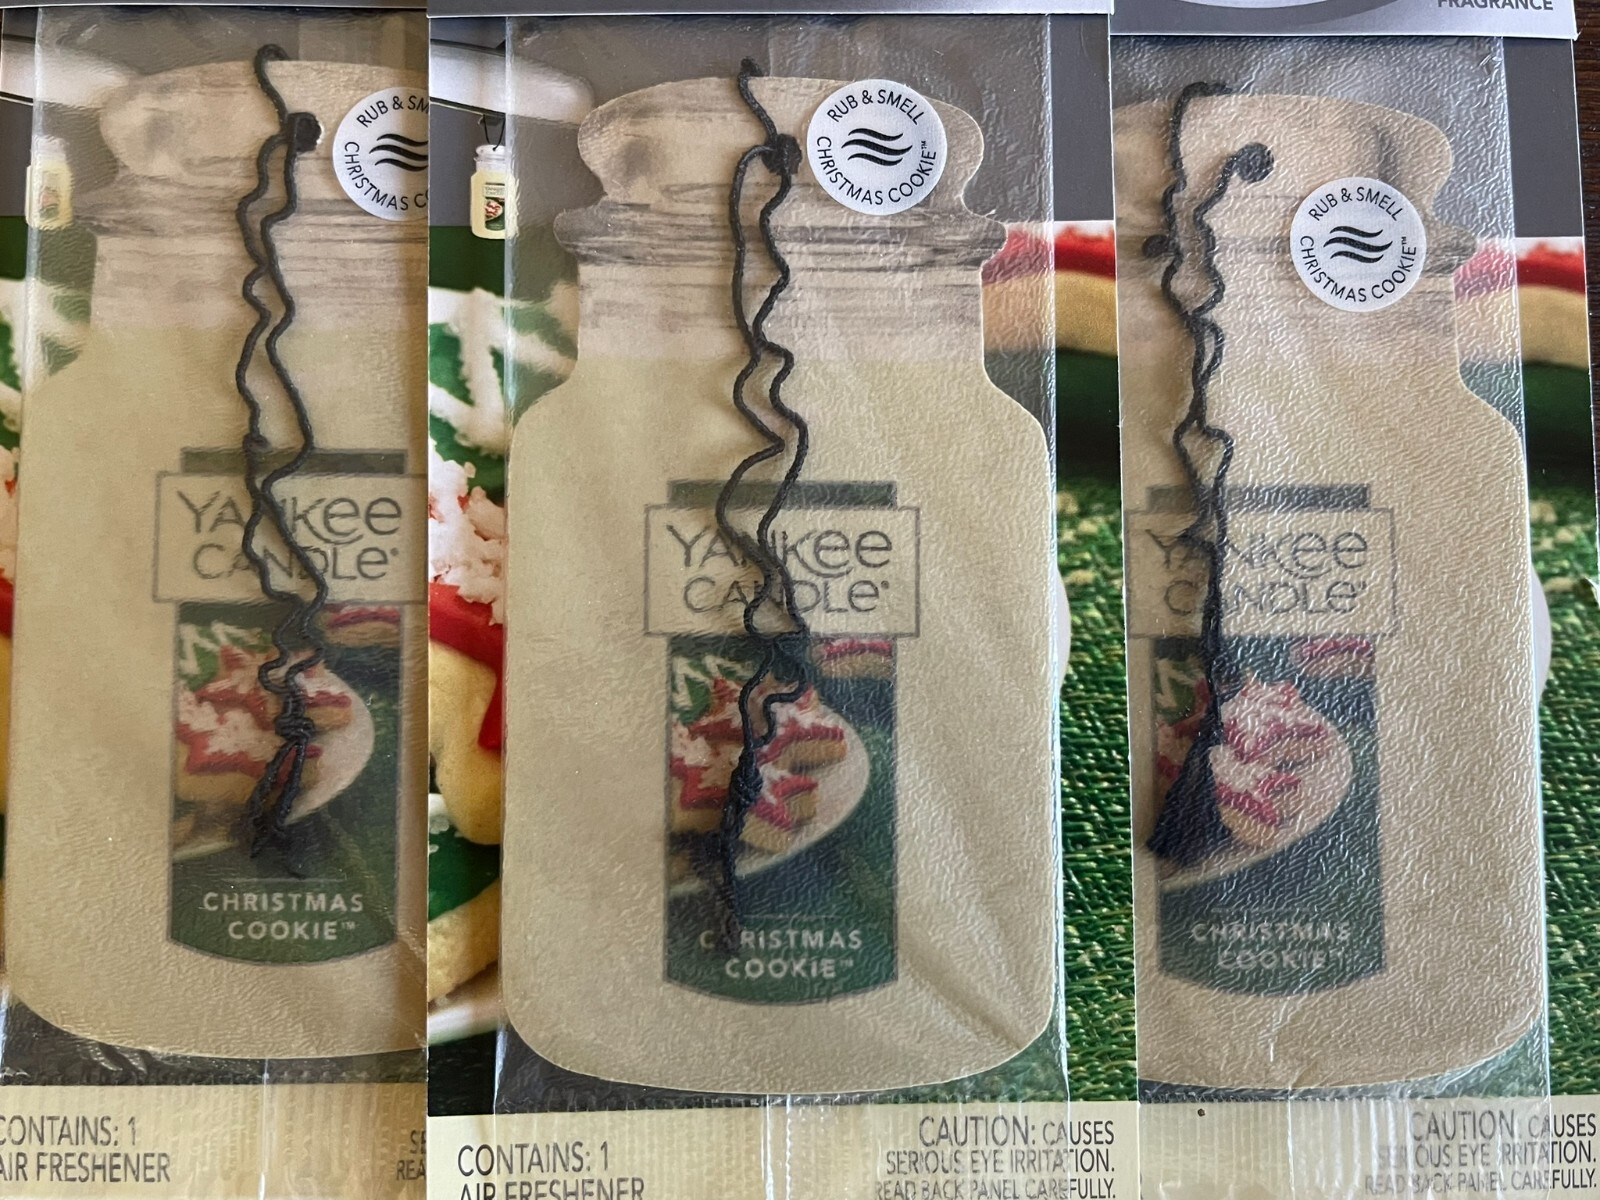 FRAGRANCE
RUB & SM
CHRISTMAS C
YANKEE
CANDLE®
CHRISTMAS
COOKIE™
CONTAINS: 1
AIR FRESHENER
RUB & SMELL
CHRISTMAS COOKIE™
YANKEE
CANDLE®
CHRISTMAS
COOKIE™
CONTAINS: 1
AIR FRESHENER
CAUTION: CAUSES
SERIOUS EYE IRRITATION.
READ BACK PANEL CAREFULLY.
RUB & SMELL
CHRISTMAS COOKIE™
YANKEE
CANDLE®
CHRISTMAS
COOKIE™
CAUTION: CAUSES
SERIOUS EYE IRRITATION.
READ BACK PANEL CAREFULLY.